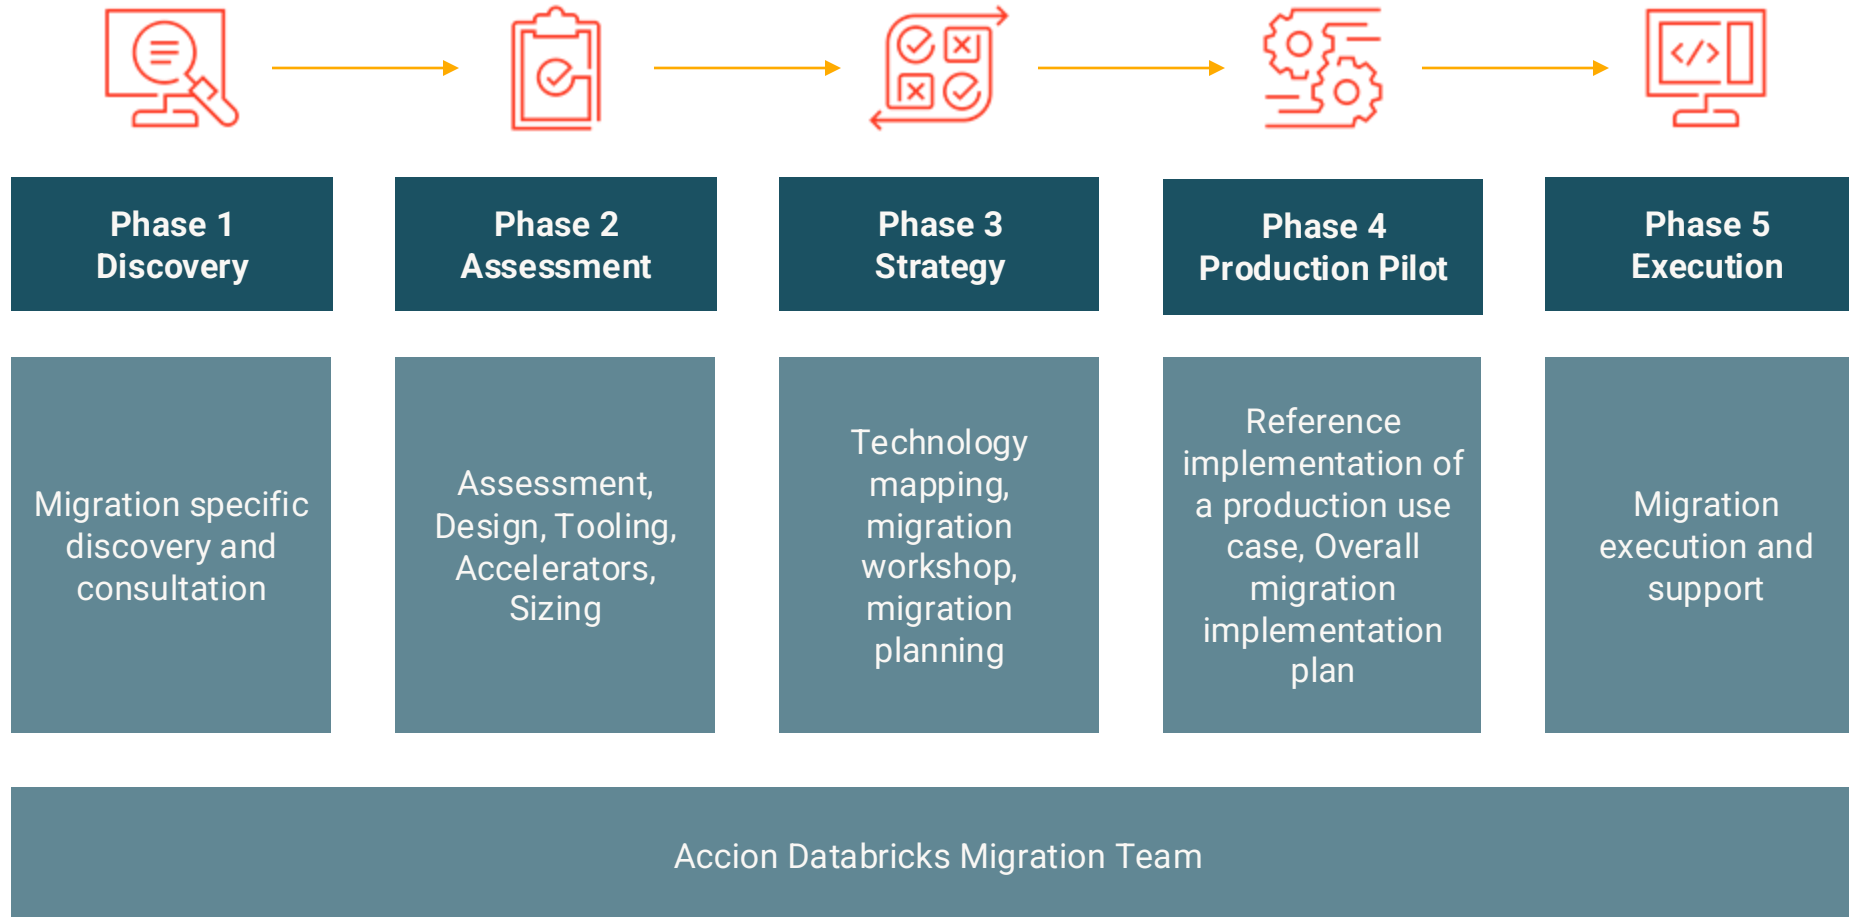 Phase 1
Discovery
Phase 2
Assessment
Phase 3
Strategy
Phase 4
Production Pilot
Phase 5
Execution
Migration specific
discovery and
consultation
Assessment,
Design, Tooling,
Accelerators,
Sizing
Technology
mapping,
migration
workshop,
migration
planning
Reference
implementation of
a production use
case, Overall
migration
implementation
plan
Migration
execution and
support
Accion Databricks Migration Team